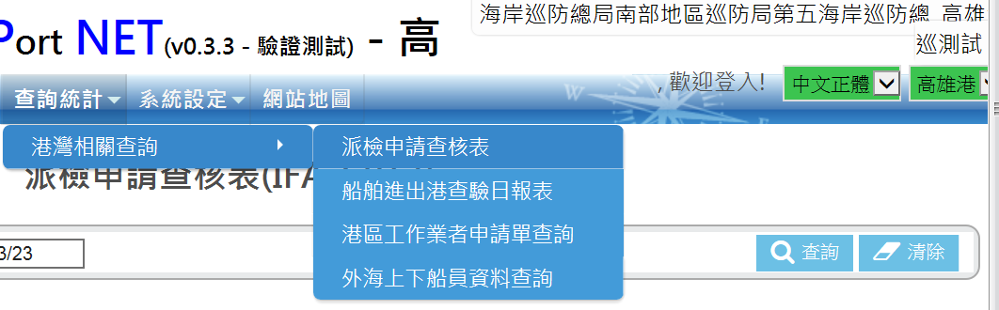 海岸巡防總局南部地區巡防局第五海岸巡防總 高雄
Port NET(v0.3.3 - 驗證測試) - 高
巡測試
, 歡迎登入! 中文正體 高雄港
查詢統計 系統設定 網站地圖
W
港灣相關查詢 派檢申請查核表
派檢申請查核表(IFA
船舶進出港查驗日報表
港區工作業者申請單查詢
3/23 查詢 清除
外海上下船員資料查詢